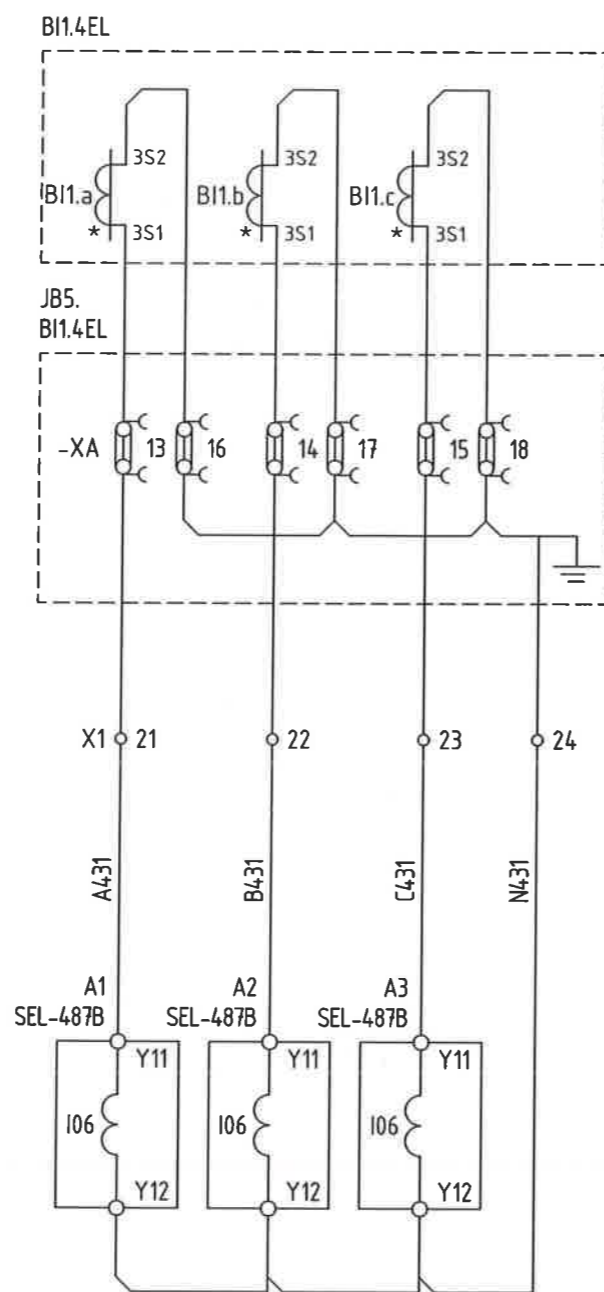 BI1.4EL
3S2
3S2
3S2
BI1.a
BI1.b
BI1.c
* 3S1
* 3S1
* 3S1
JB5.
BI1.4EL
-XA 13 16 14 17 15 18
X1 21 22 23 24
A431
B431
C431
N431
A1
SEL-487B
A2
SEL-487B
A3
SEL-487B
Y11
Y11
Y11
I06
I06
I06
Y12
Y12
Y12